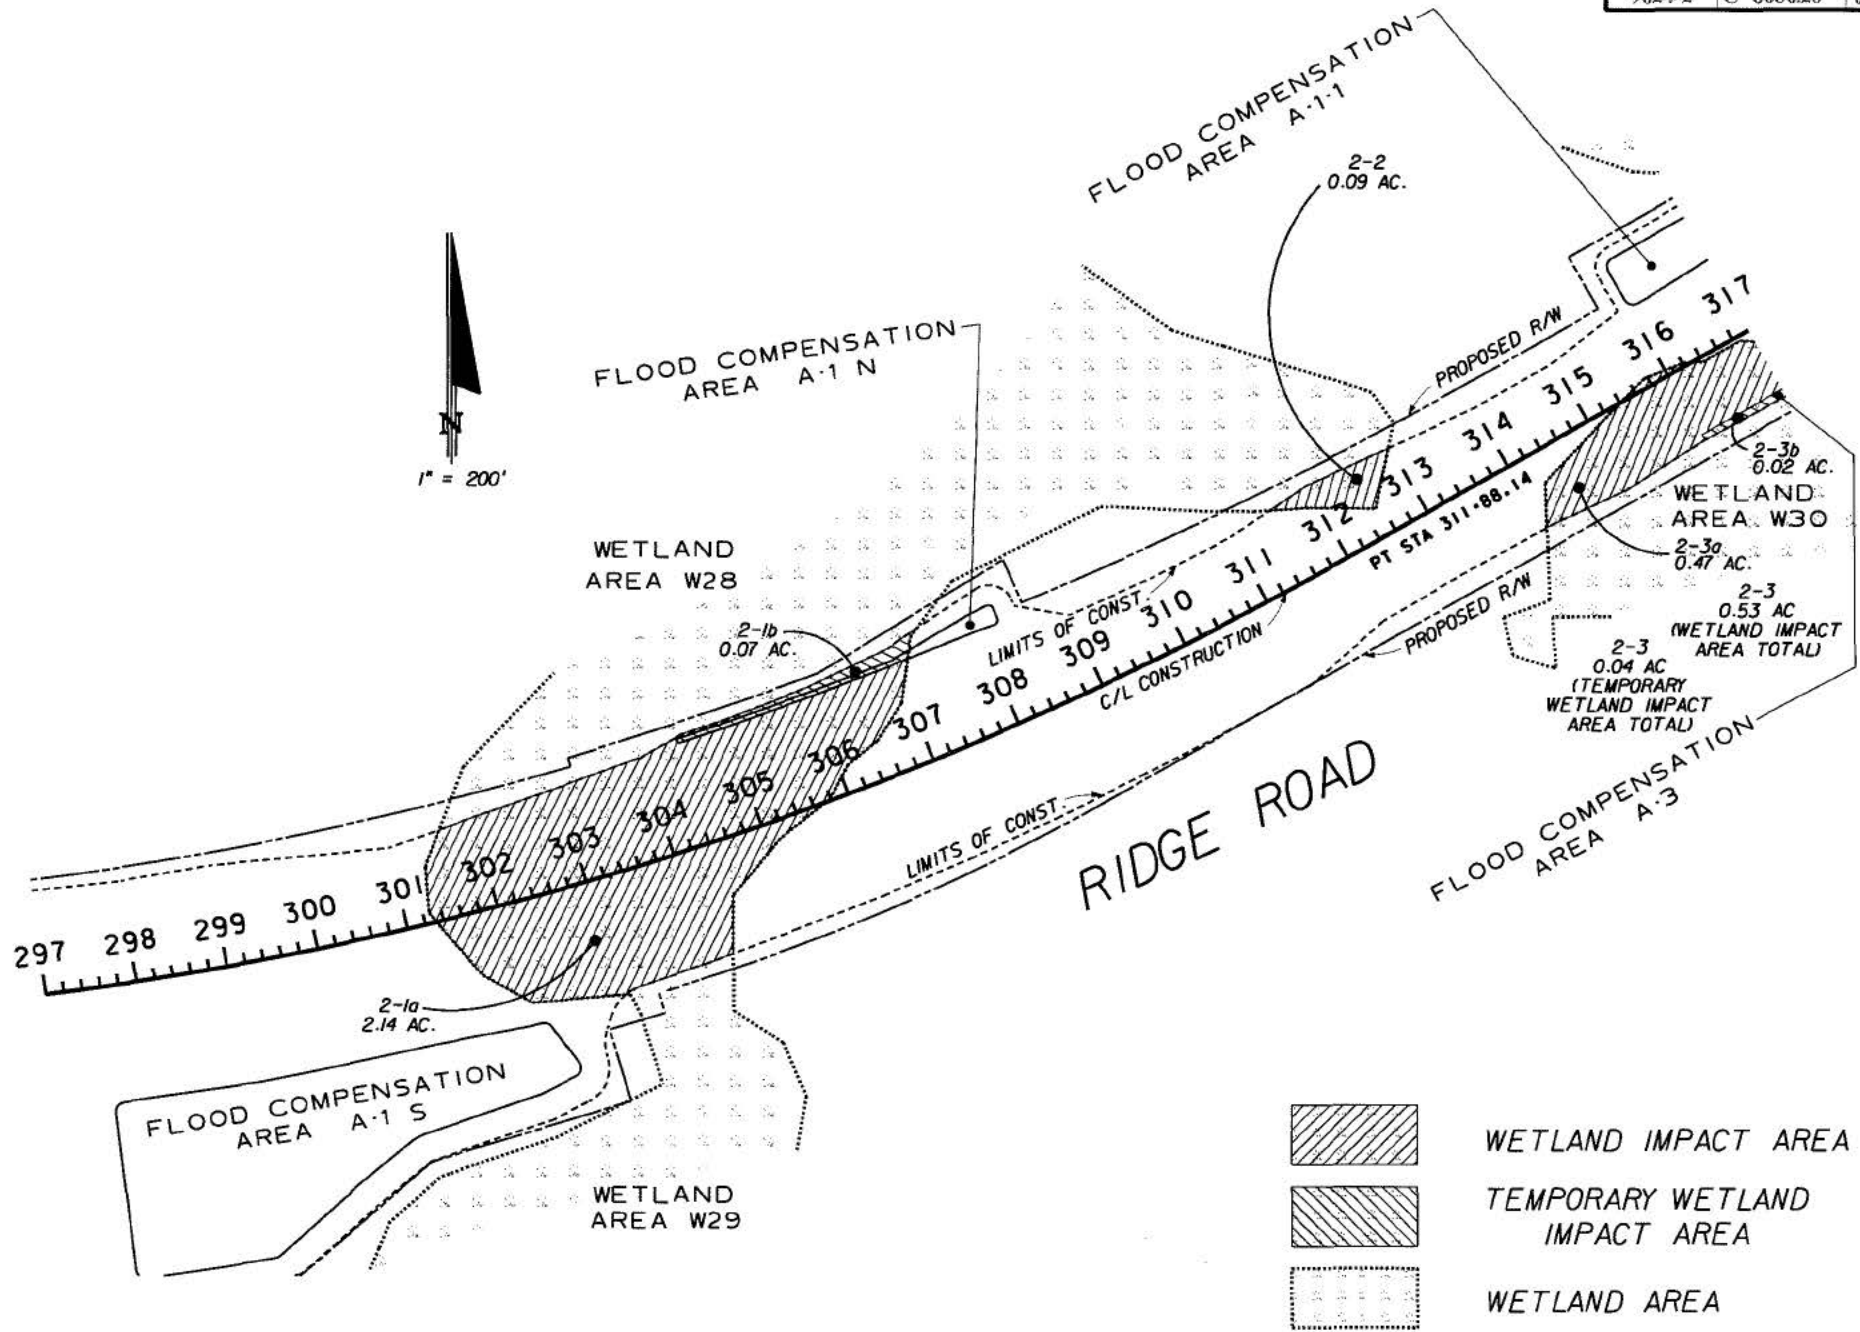 FLOOD COMPENSATION
AREA A-1-1
2-2
0.09 AC.
N
1" = 200'
FLOOD COMPENSATION
AREA A-1 N
PROPOSED R/W
WETLAND
AREA W28
2-1b
0.07 AC.
LIMITS OF CONST.
C/L CONSTRUCTION
PT STA 311+88.14
297
298
299
300
301
302
303
304
305
306
307
308
309
310
311
312
313
314
315
316
317
2-3b
0.02 AC.
WETLAND
AREA W30
2-3a
0.47 AC.
2-3
0.53 AC
(WETLAND IMPACT
AREA TOTAL)
2-3
0.04 AC
(TEMPORARY
WETLAND IMPACT
AREA TOTAL)
PROPOSED R/W
LIMITS OF CONST.
RIDGE ROAD
FLOOD COMPENSATION
AREA A-3
2-1a
2.14 AC.
FLOOD COMPENSATION
AREA A-1 S
WETLAND
AREA W29
WETLAND IMPACT AREA
TEMPORARY WETLAND
IMPACT AREA
WETLAND AREA